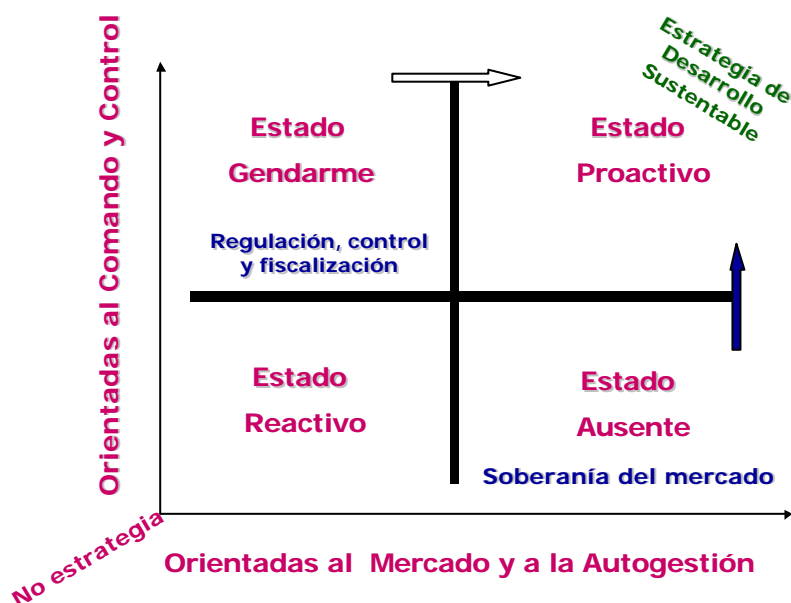 Orientadas al Comando y Control
Estrategia de
Desarrollo
Sustentable
Estado
Gendarme
Estado
Proactivo
Regulación, control
y fiscalización
Estado
Reactivo
Estado
Ausente
Soberanía del mercado
No estrategia
Orientadas al Mercado y a la Autogestión